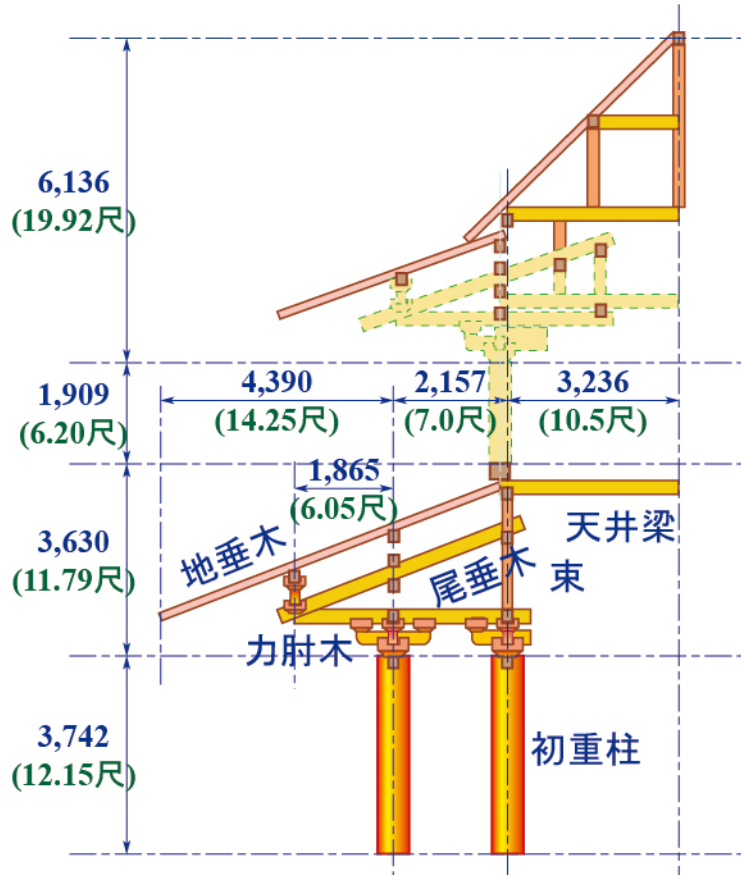 6,136
(19.92尺)
1,909
(6.20尺)
4,390
(14.25尺)
2,157
(7.0尺)
3,236
(10.5尺)
1,865
(6.05尺)
3,630
(11.79尺)
地垂木
尾垂木
天井梁
束
力肘木
3,742
(12.15尺)
初重柱